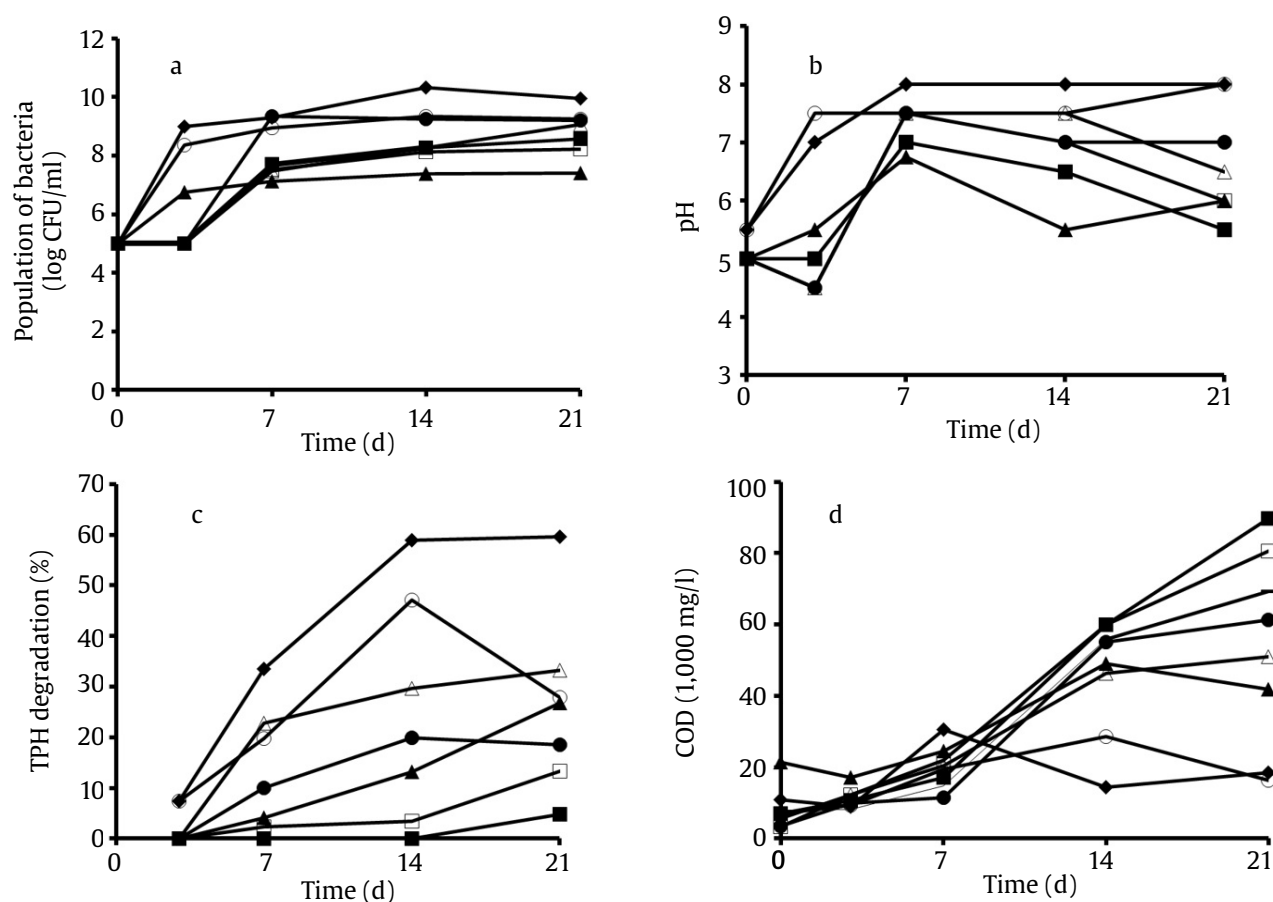 a
12
10
8
6
4
2
0
Population of bacteria
(log CFU/ml)
0 7 14 21
Time (d)
b
9
8
7
6
5
4
3
pH
0 7 14 21
Time (d)
c
70
60
50
40
30
20
10
0
TPH degradation (%)
0 7 14 21
Time (d)
d
100
80
60
40
20
0
COD (1,000 mg/l)
0 7 14 21
Time (d)